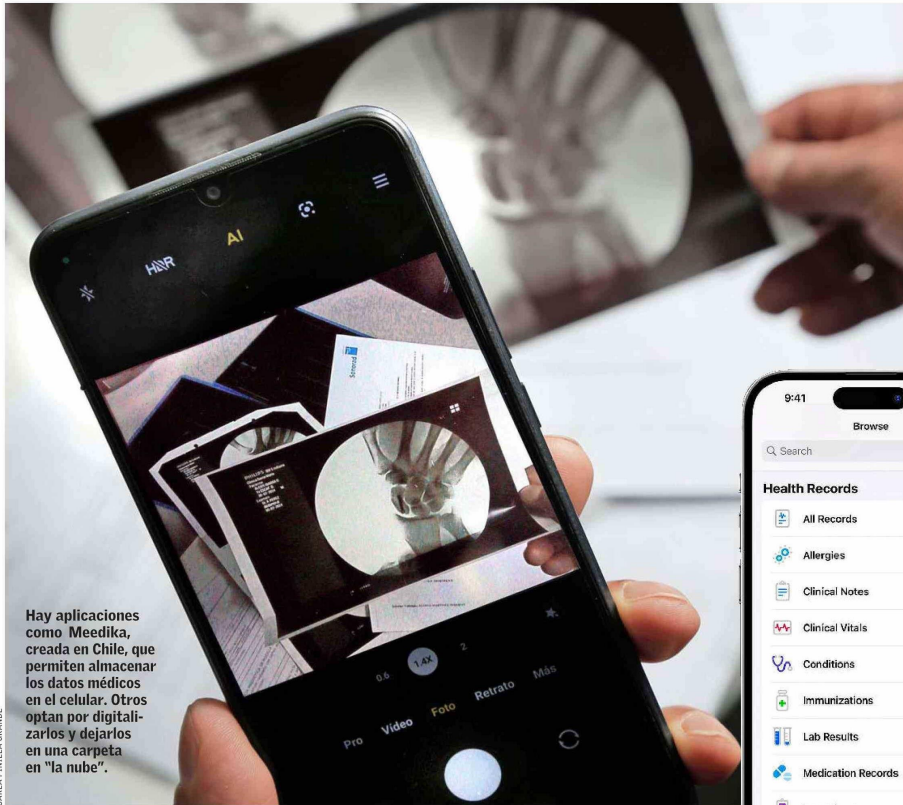 HDR
AI
Sonorad
PHILIPS
0.6
1.4X
2
Pro
Vídeo
Foto
Retrato
Más
Hay aplicaciones
como Meedika,
creada en Chile, que
permiten almacenar
los datos médicos
en el celular. Otros
optan por digitali-
zarlos y dejarlos
en una carpeta
en "la nube".
9:41
Browse
Search
Health Records
All Records
Allergies
Clinical Notes
Clinical Vitals
Conditions
Immunizations
Lab Results
Medication Records